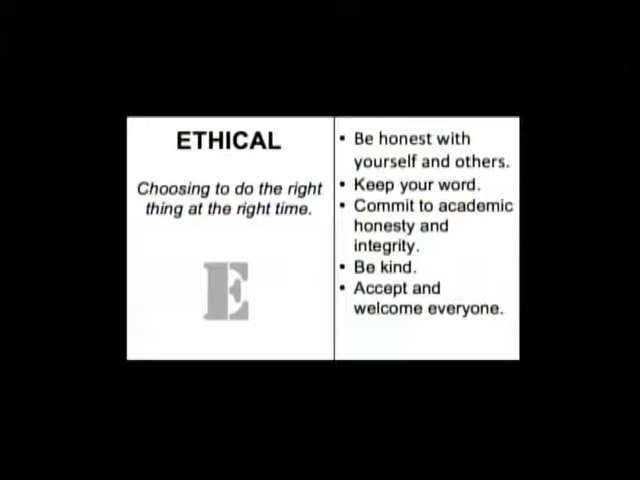 ETHICAL
Choosing to do the right
thing at the right time.
E
• Be honest with
yourself and others.
• Keep your word.
• Commit to academic
honesty and
integrity.
• Be kind.
• Accept and
welcome everyone.